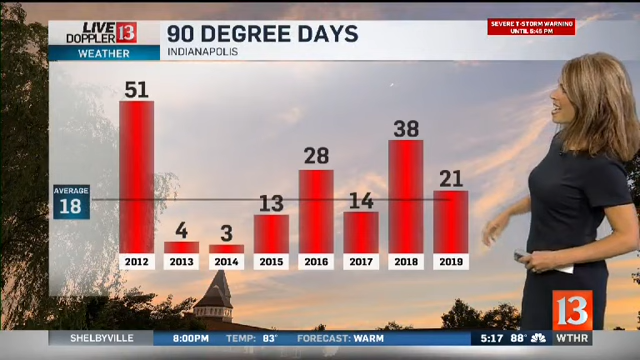 LIVE
DOPPLER 13
WEATHER
90 DEGREE DAYS
INDIANAPOLIS
SEVERE T-STORM WARNING
UNTIL 5:45 PM
51
4
3
13
28
14
38
21
AVERAGE
18
2012 2013 2014 2015 2016 2017 2018 2019
13
SHELBYVILLE 8:00PM TEMP: 83° FORECAST: WARM 5:17 88° WTHR